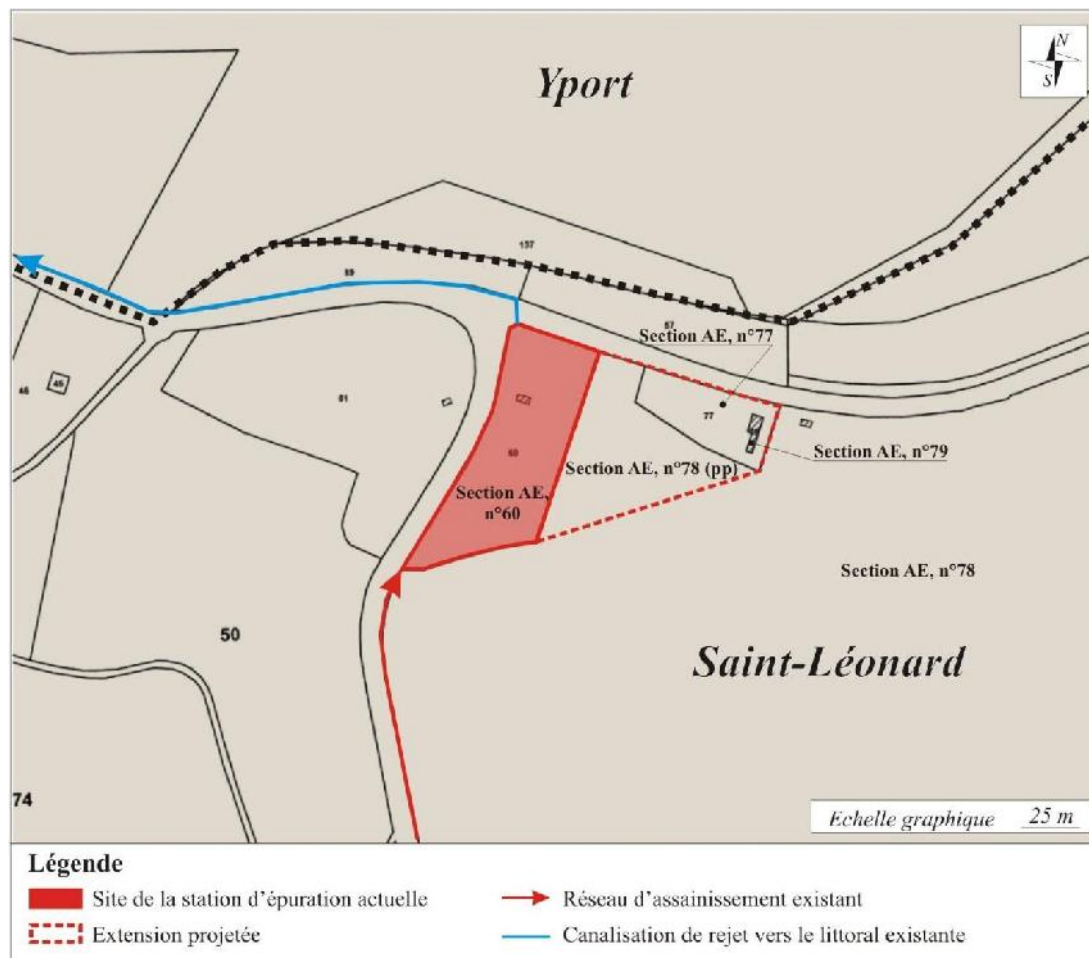 N
S
Yport
137
89
67
Section AE, n°77
77
45
46
61
Section AE, n°79
Section AE, n°78 (pp)
60
Section AE,
n°60
Section AE, n°78
50
Saint-Léonard
74
Echelle graphique 25 m
Légende
Site de la station d'épuration actuelle
Réseau d'assainissement existant
Extension projetée
Canalisation de rejet vers le littoral existante